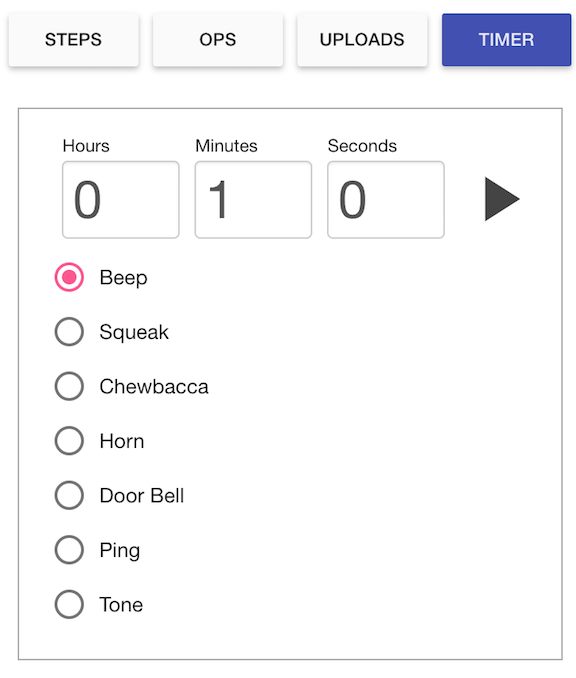 STEPS OPS UPLOADS TIMER
Hours Minutes Seconds
0 1 0
Beep
Squeak
Chewbacca
Horn
Door Bell
Ping
Tone